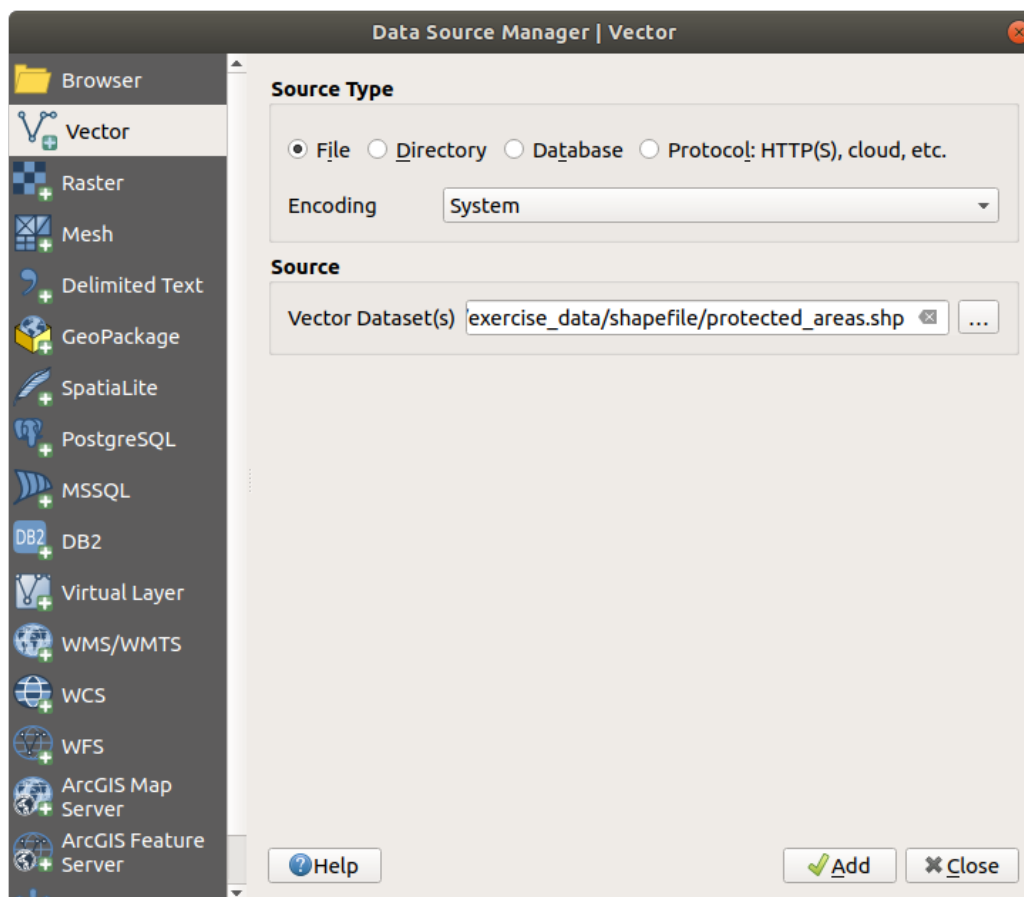 Data Source Manager | Vector
Browser
Vector
Raster
Mesh
Delimited Text
GeoPackage
SpatiaLite
PostgreSQL
MSSQL
DB2
DB2
Virtual Layer
WMS/WMTS
WCS
WFS
ArcGIS Map
Server
ArcGIS Feature
Server
Source Type
File Directory Database Protocol: HTTP(S), cloud, etc.
Encoding System
Source
Vector Dataset(s) /exercise_data/shapefile/protected_areas.shp ...
Help Add Close